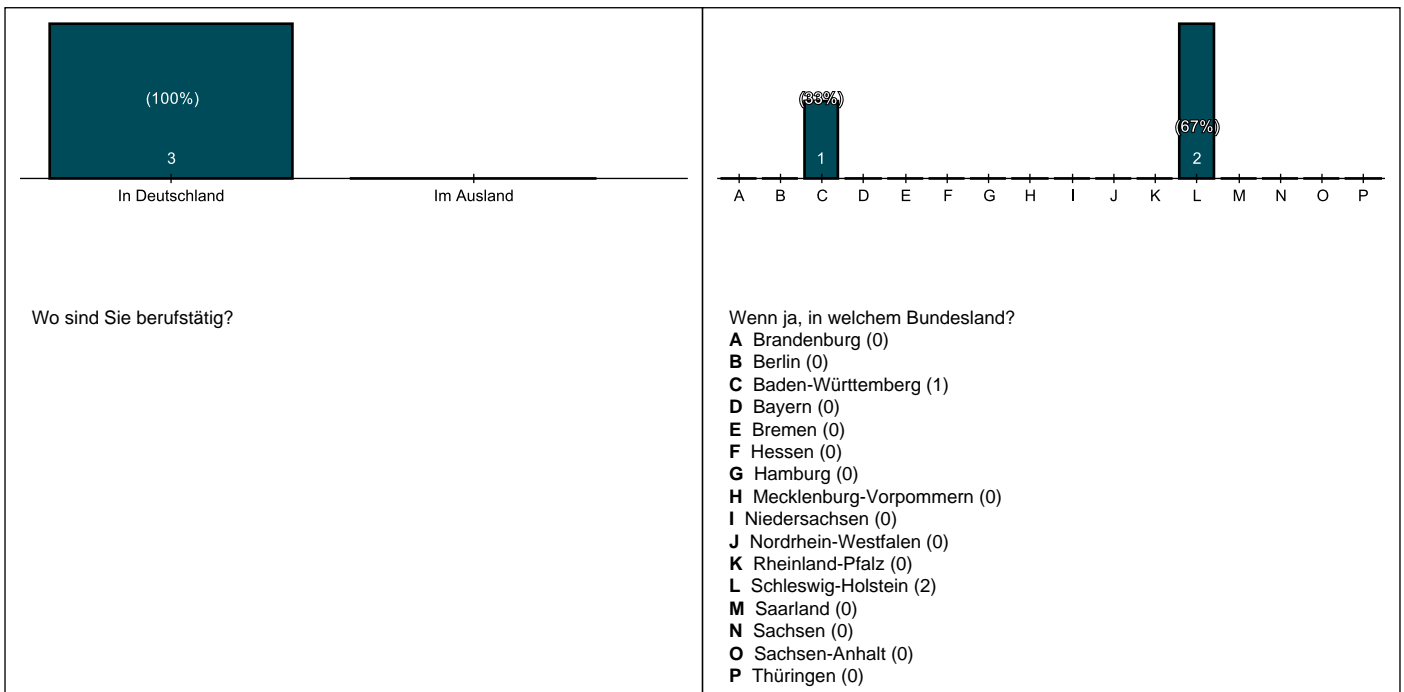 (100%)
3
In Deutschland Im Ausland
Wo sind Sie berufstätig?
(33%)
1
(67%)
2
A B C D E F G H I J K L M N O P
Wenn ja, in welchem Bundesland?
A Brandenburg (0)
B Berlin (0)
C Baden-Württemberg (1)
D Bayern (0)
E Bremen (0)
F Hessen (0)
G Hamburg (0)
H Mecklenburg-Vorpommern (0)
I Niedersachsen (0)
J Nordrhein-Westfalen (0)
K Rheinland-Pfalz (0)
L Schleswig-Holstein (2)
M Saarland (0)
N Sachsen (0)
O Sachsen-Anhalt (0)
P Thüringen (0)